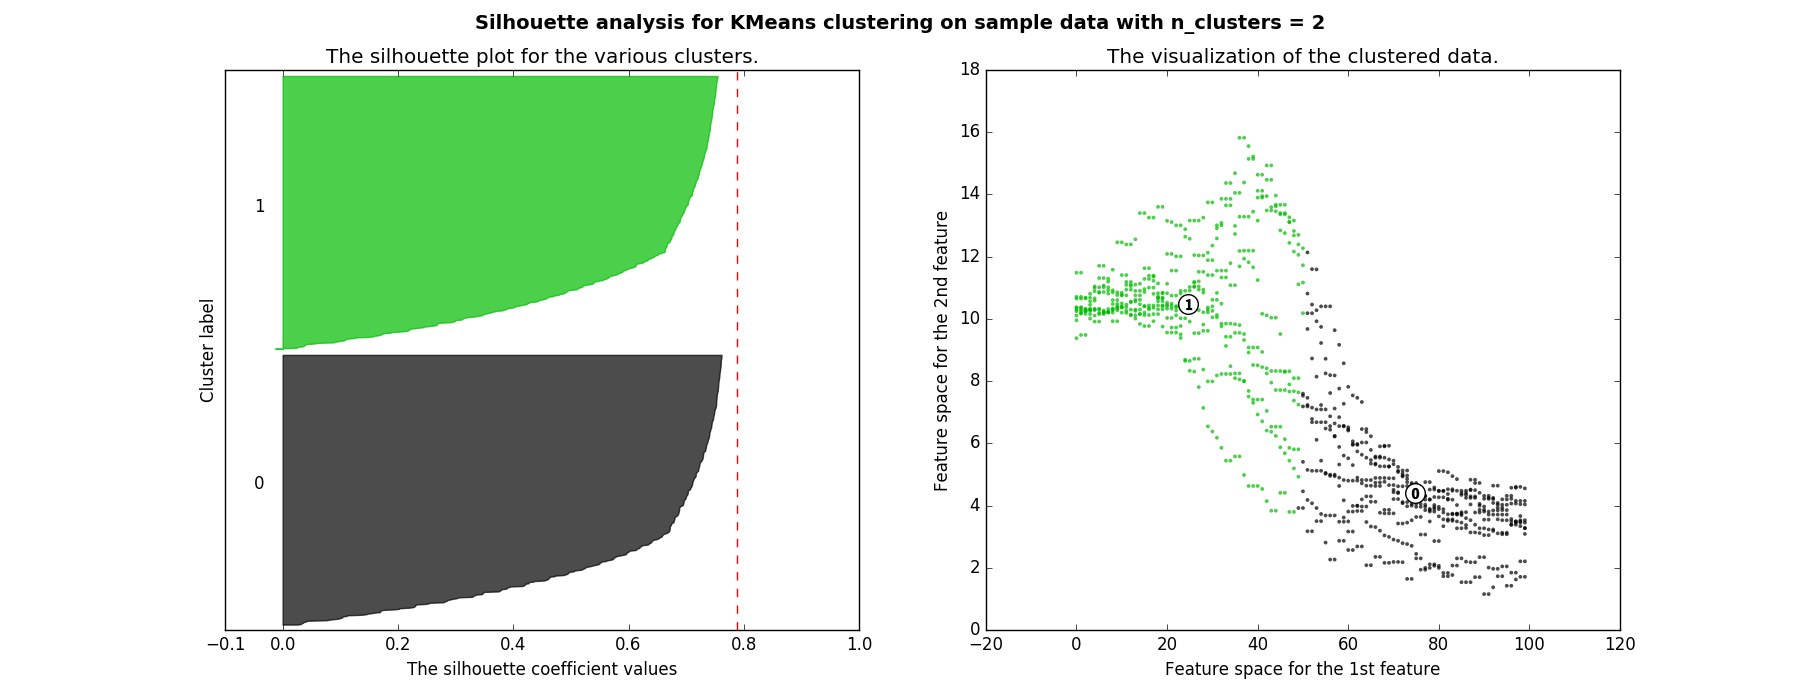 Silhouette analysis for KMeans clustering on sample data with n_clusters = 2
The silhouette plot for the various clusters.
Cluster label
1
0
−0.1 0.0 0.2 0.4 0.6 0.8 1.0
The silhouette coefficient values
The visualization of the clustered data.
Feature space for the 2nd feature
18
16
14
12
10
8
6
4
2
0
1
0
−20 0 20 40 60 80 100 120
Feature space for the 1st feature